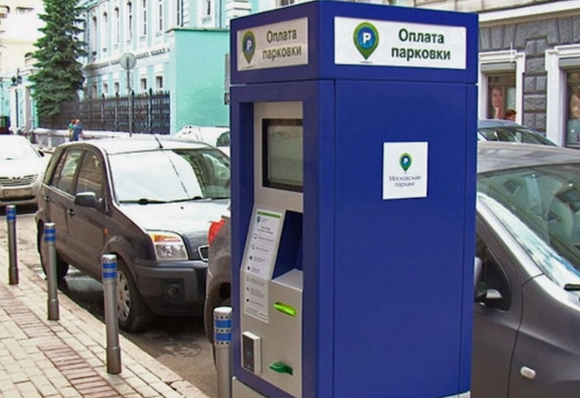 Оплата
парковки
P
Оплата
парковки
P
Московский
паркинг